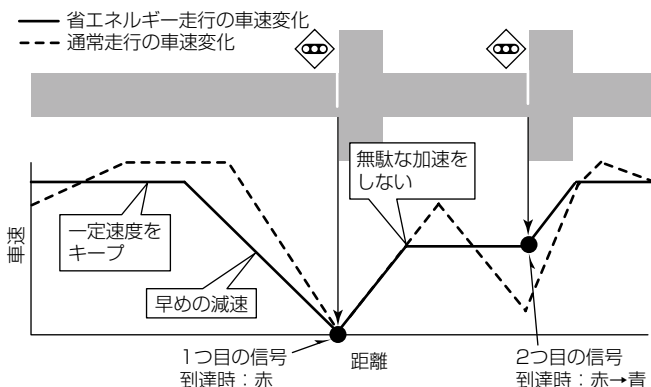 省エネルギー走行の車速変化
通常走行の車速変化
無駄な加速を
しない
一定速度を
キープ
早めの減速
車速
距離
1つ目の信号
到達時：赤
2つ目の信号
到達時：赤→青